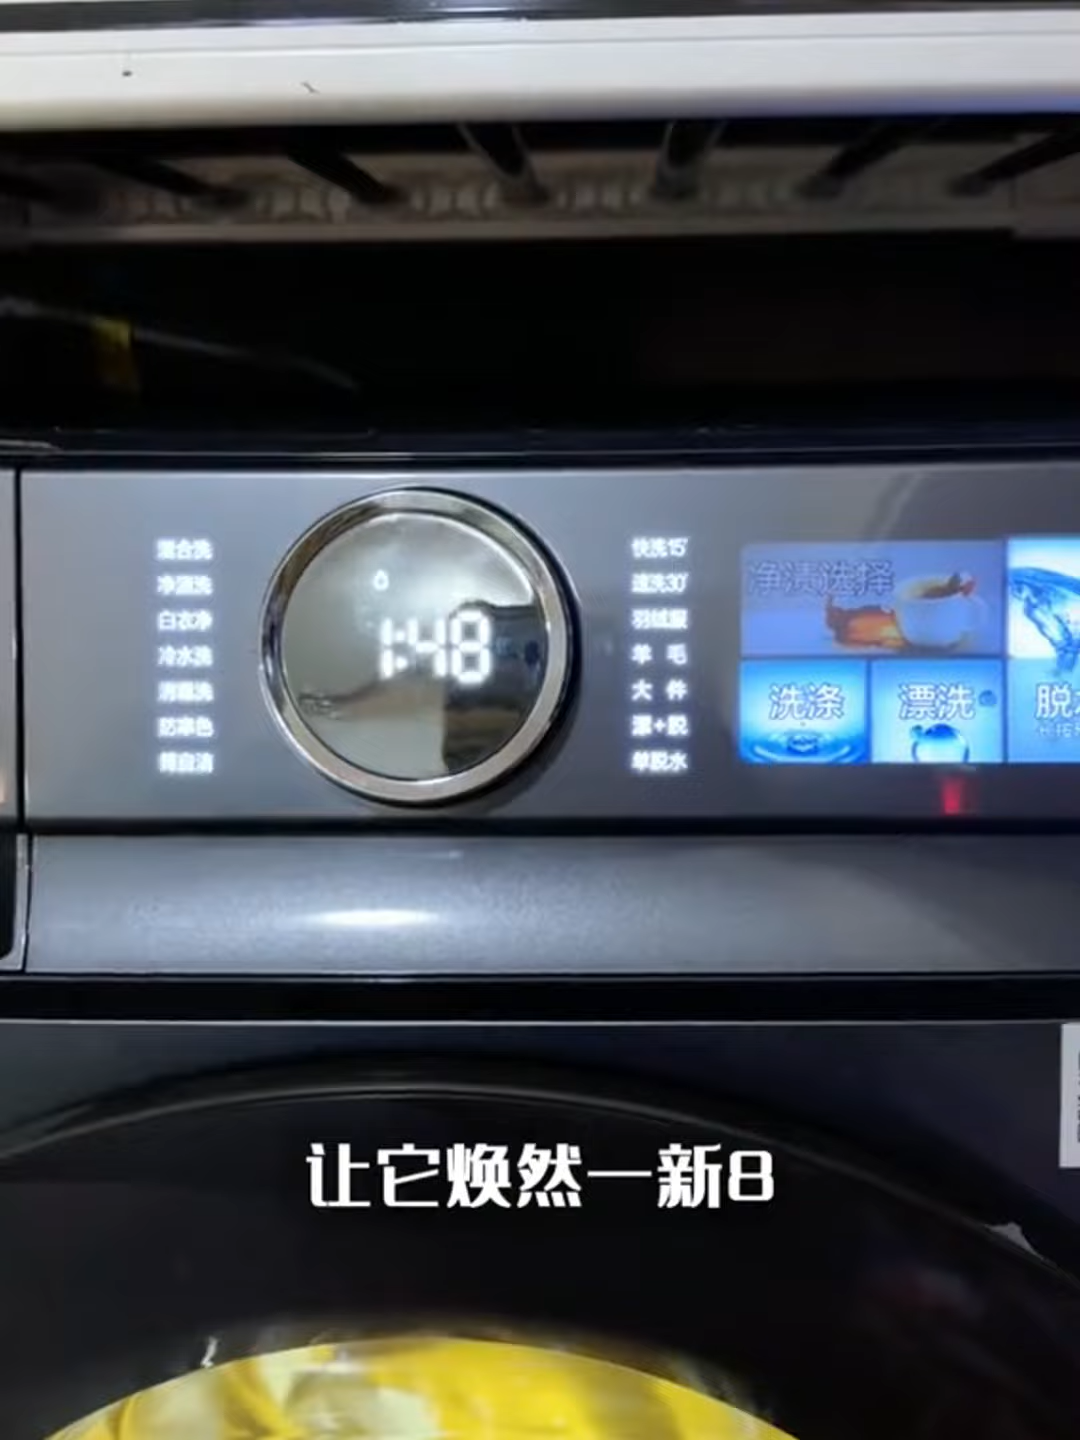 混合洗
净渍洗
白衣净
冷水洗
消毒洗
防串色
筒自洁
1:48
快洗15'
速洗30'
羽绒服
羊 毛
大 件
漂+脱
单脱水
净渍选择
洗涤
漂洗
脱
让它焕然一新8